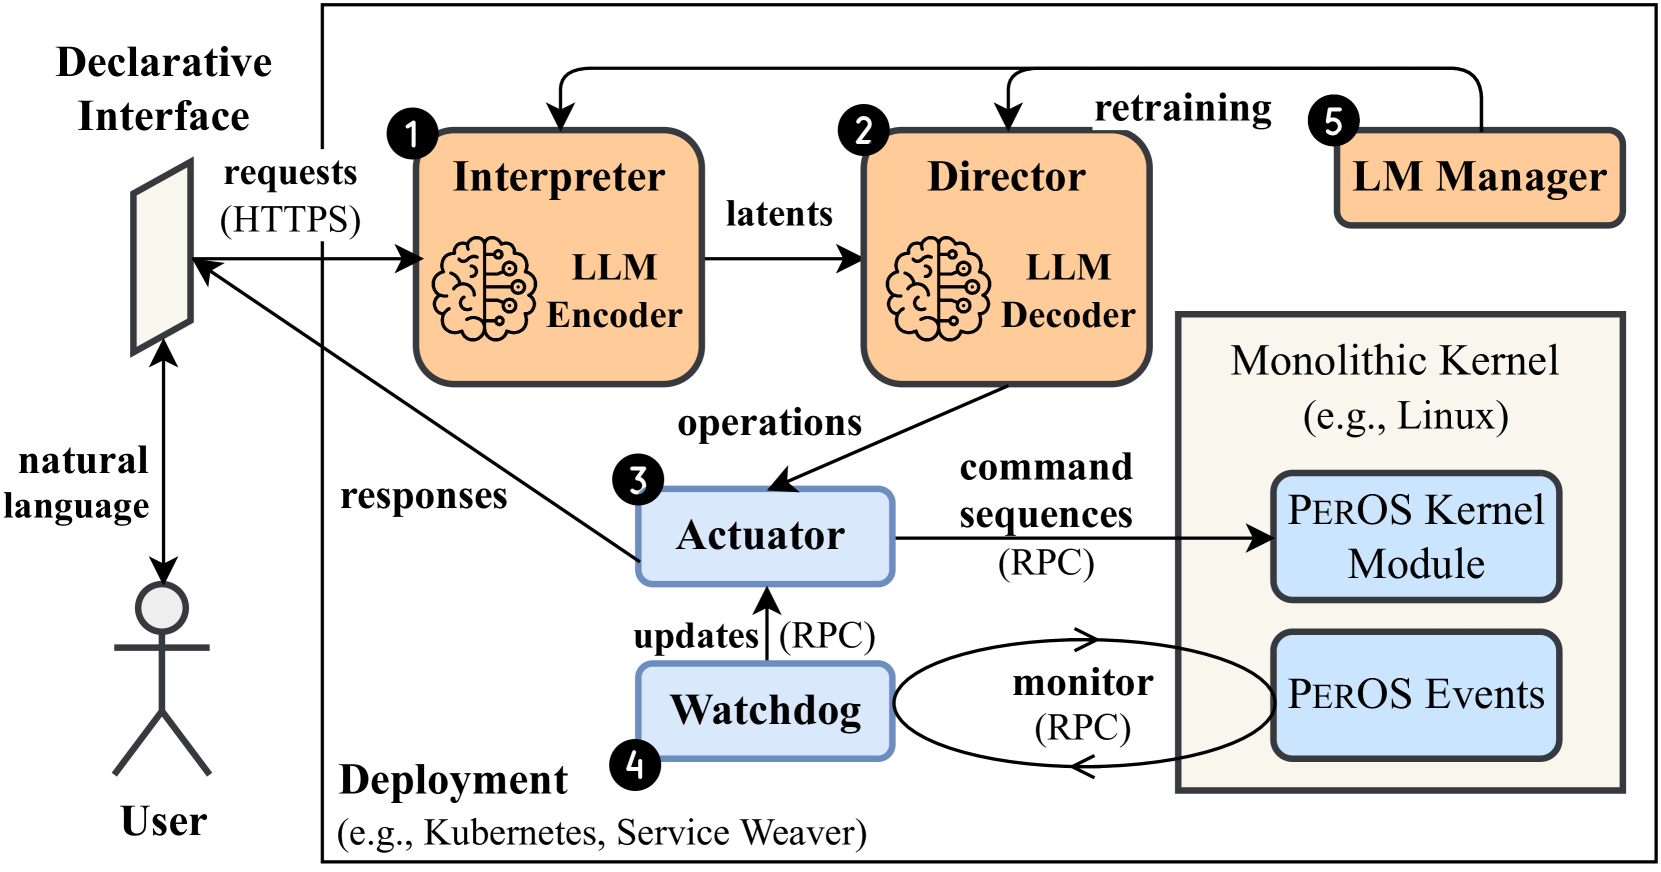 Declarative
Interface
requests
(HTTPS)
1
Interpreter
LLM
Encoder
latents
2
Director
LLM
Decoder
retraining
5
LM Manager
natural
language
User
responses
operations
3
Actuator
command
sequences
(RPC)
updates (RPC)
Watchdog
4
monitor
(RPC)
Monolithic Kernel
(e.g., Linux)
PEROS Kernel
Module
PEROS Events
Deployment
(e.g., Kubernetes, Service Weaver)